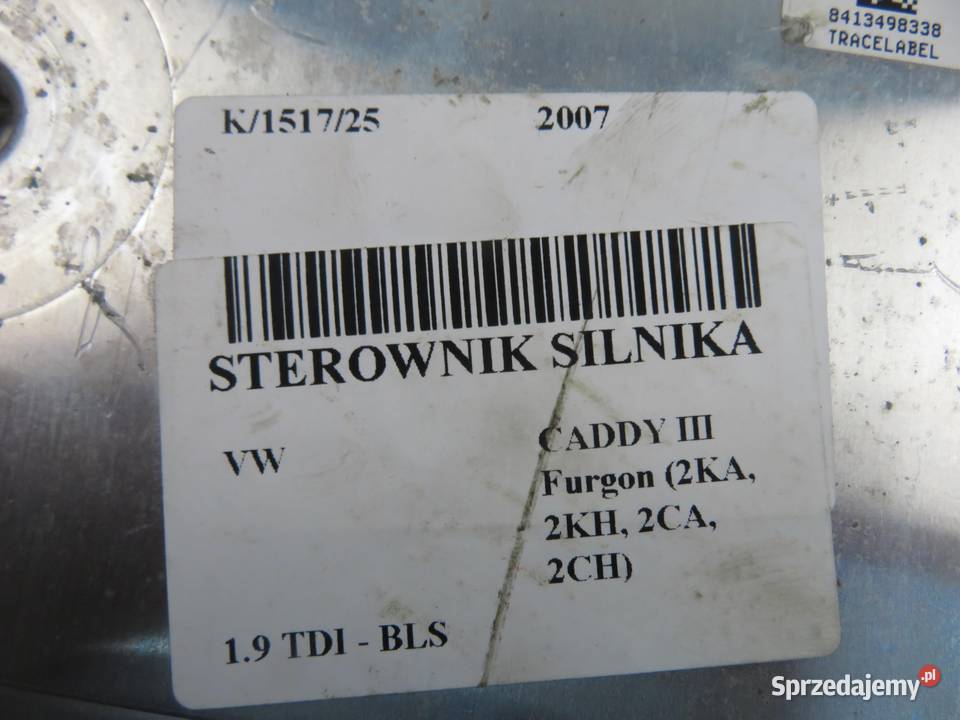 8413498338
TRACELABEL
K/1517/25 2007
STEROWNIK SILNIKA
VW
CADDY III
Furgon (2KA,
2KH, 2CA,
2CH)
1.9 TDI - BLS
Sprzedajemy.pl